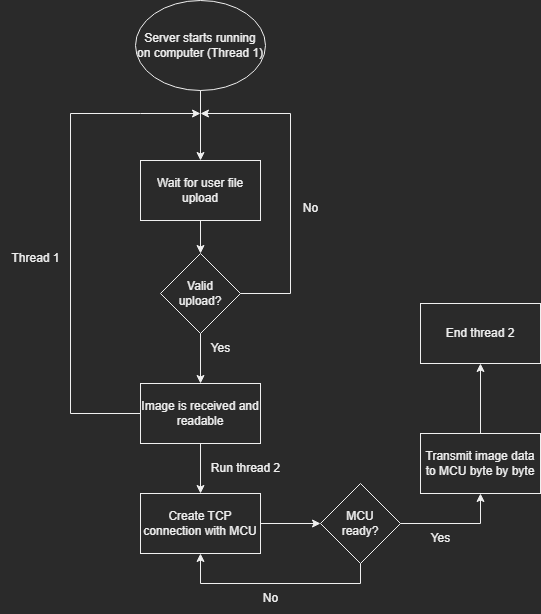 Server starts running
on computer (Thread 1)
Wait for user file
upload
No
Thread 1
Valid
upload?
Yes
Image is received and
readable
Run thread 2
Create TCP
connection with MCU
MCU
ready?
No
Yes
Transmit image data
to MCU byte by byte
End thread 2